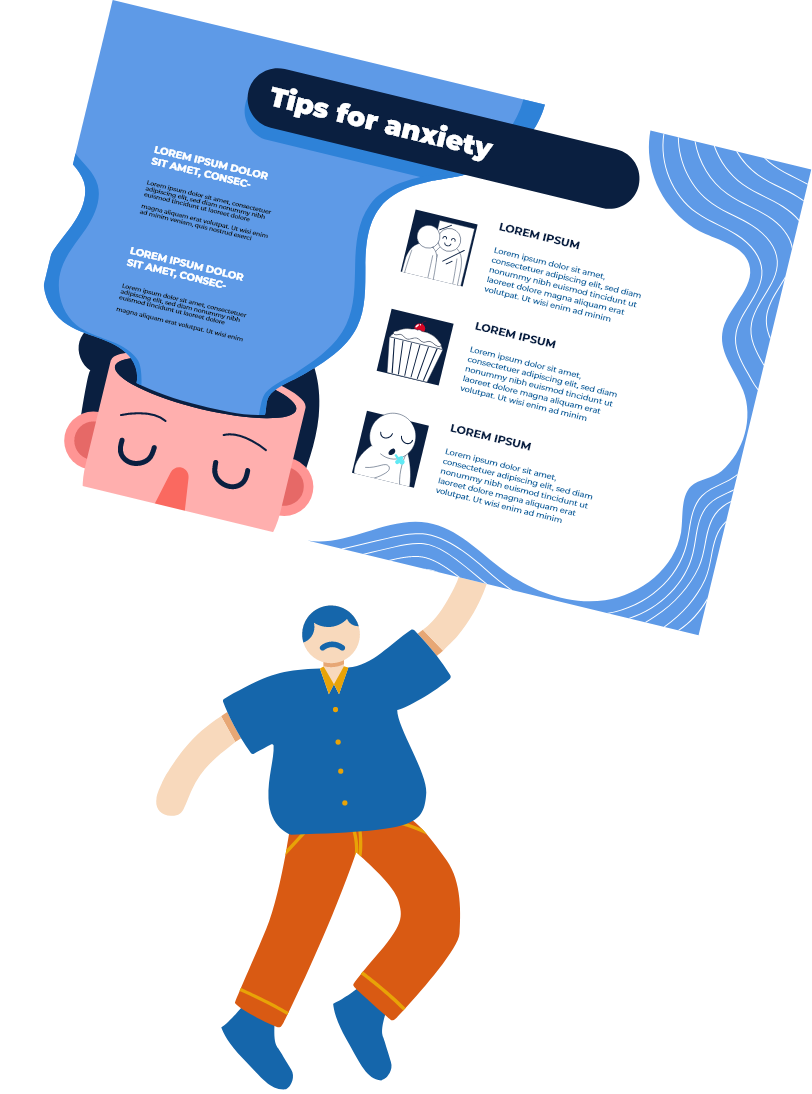 Tips for anxiety
LOREM IPSUM DOLOR
SIT AMET, CONSEC-
Lorem ipsum dolor sit amet, consectetuer
adipiscing elit, sed diam nonummy nibh
euismod tincidunt ut laoreet dolore
magna aliquam erat volutpat. Ut wisi enim
ad minim veniam, quis nostrud exerci
LOREM IPSUM DOLOR
SIT AMET, CONSEC-
Lorem ipsum dolor sit amet, consectetuer
adipiscing elit, sed diam nonummy nibh
euismod tincidunt ut laoreet dolore
magna aliquam erat volutpat. Ut wisi enim
LOREM IPSUM
Lorem ipsum dolor sit amet,
consectetuer adipiscing elit, sed diam
nonummy nibh euismod tincidunt ut
laoreet dolore magna aliquam erat
volutpat. Ut wisi enim ad minim
LOREM IPSUM
Lorem ipsum dolor sit amet,
consectetuer adipiscing elit, sed diam
nonummy nibh euismod tincidunt ut
laoreet dolore magna aliquam erat
volutpat. Ut wisi enim ad minim
LOREM IPSUM
Lorem ipsum dolor sit amet,
consectetuer adipiscing elit, sed diam
nonummy nibh euismod tincidunt ut
laoreet dolore magna aliquam erat
volutpat. Ut wisi enim ad minim